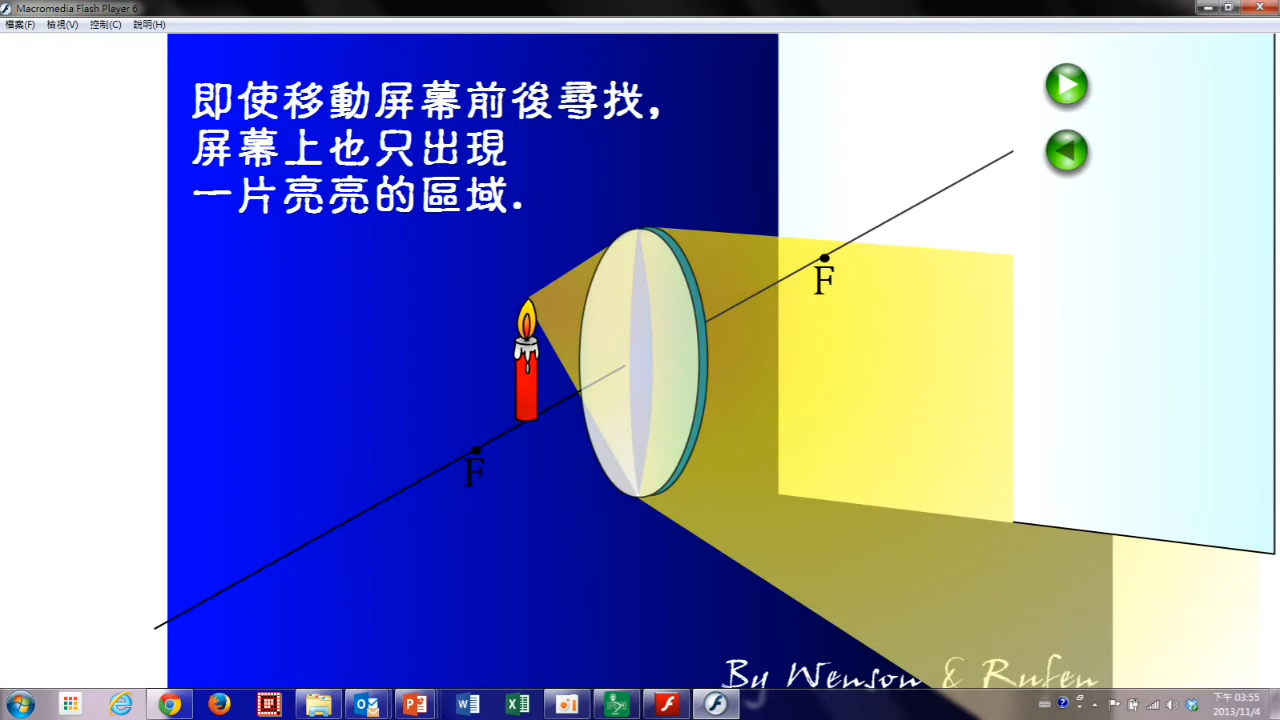 Macromedia Flash Player 6
檔案(F) 檢視(V) 控制(C) 說明(H)
即使移動屏幕前後尋找,
屏幕上也只出現
一片亮亮的區域.
F
F
By Wenson & Rufen
下午 03:55
2013/11/4